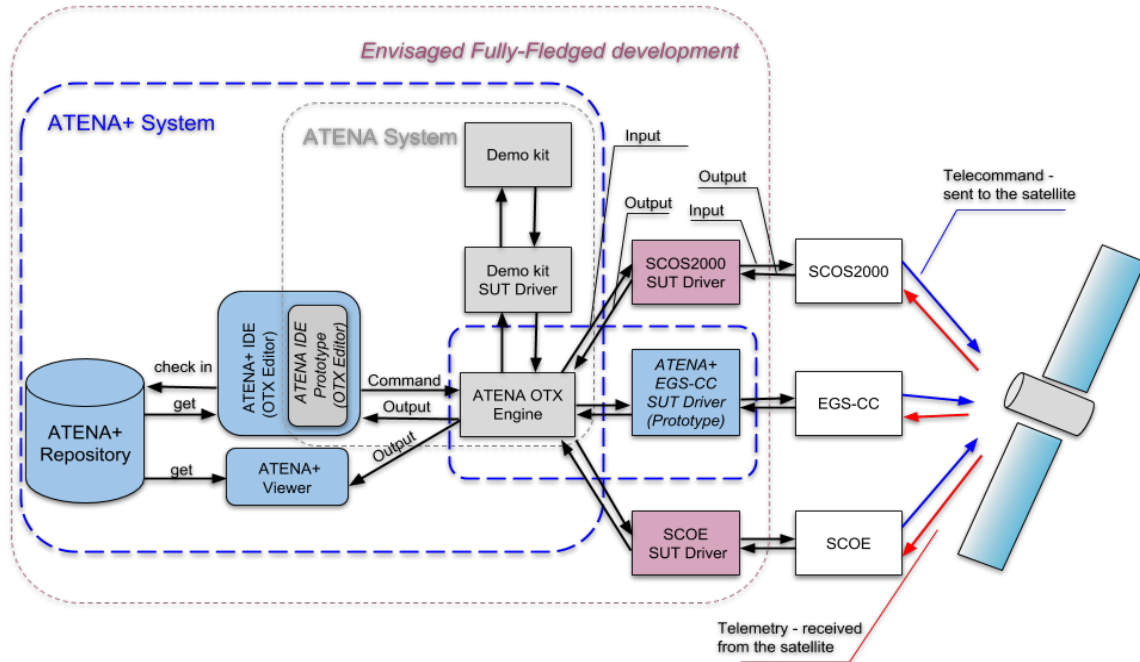 Envisaged Fully-Fledged development
ATENA+ System
ATENA System
Demo kit
Input
Output
Output
Input
Telecommand -
sent to the satellite
Demo kit
SUT Driver
SCOS2000
SUT Driver
SCOS2000
ATENA+ IDE
(OTX Editor)
ATENA IDE
Prototype
(OTX Editor)
check in
get
Command
Output
ATENA OTX
Engine
ATENA+
EGS-CC
SUT Driver
(Prototype)
EGS-CC
ATENA+
Repository
get
ATENA+
Viewer
Output
SCOE
SUT Driver
SCOE
Telemetry - received
from the satellite